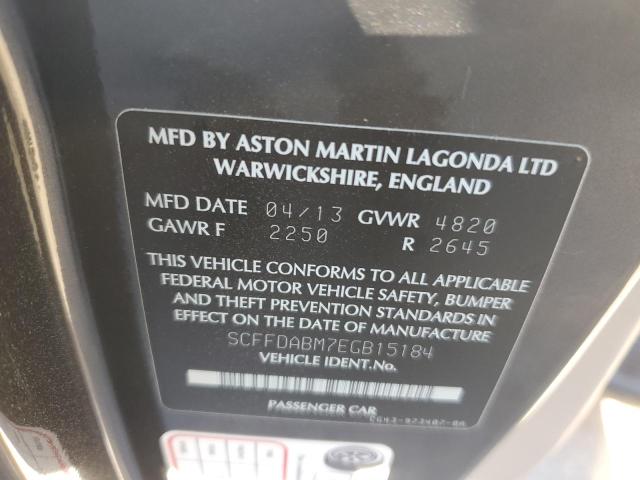 MFD BY ASTON MARTIN LAGONDA LTD
WARWICKSHIRE, ENGLAND
MFD DATE 04/13 GVWR 4820
GAWR F 2250 R 2645
THIS VEHICLE CONFORMS TO ALL APPLICABLE
FEDERAL MOTOR VEHICLE SAFETY, BUMPER
AND THEFT PREVENTION STANDARDS IN
EFFECT ON THE DATE OF MANUFACTURE
SCFFDABM7EGB15184
VEHICLE IDENT.No.
PASSENGER CAR